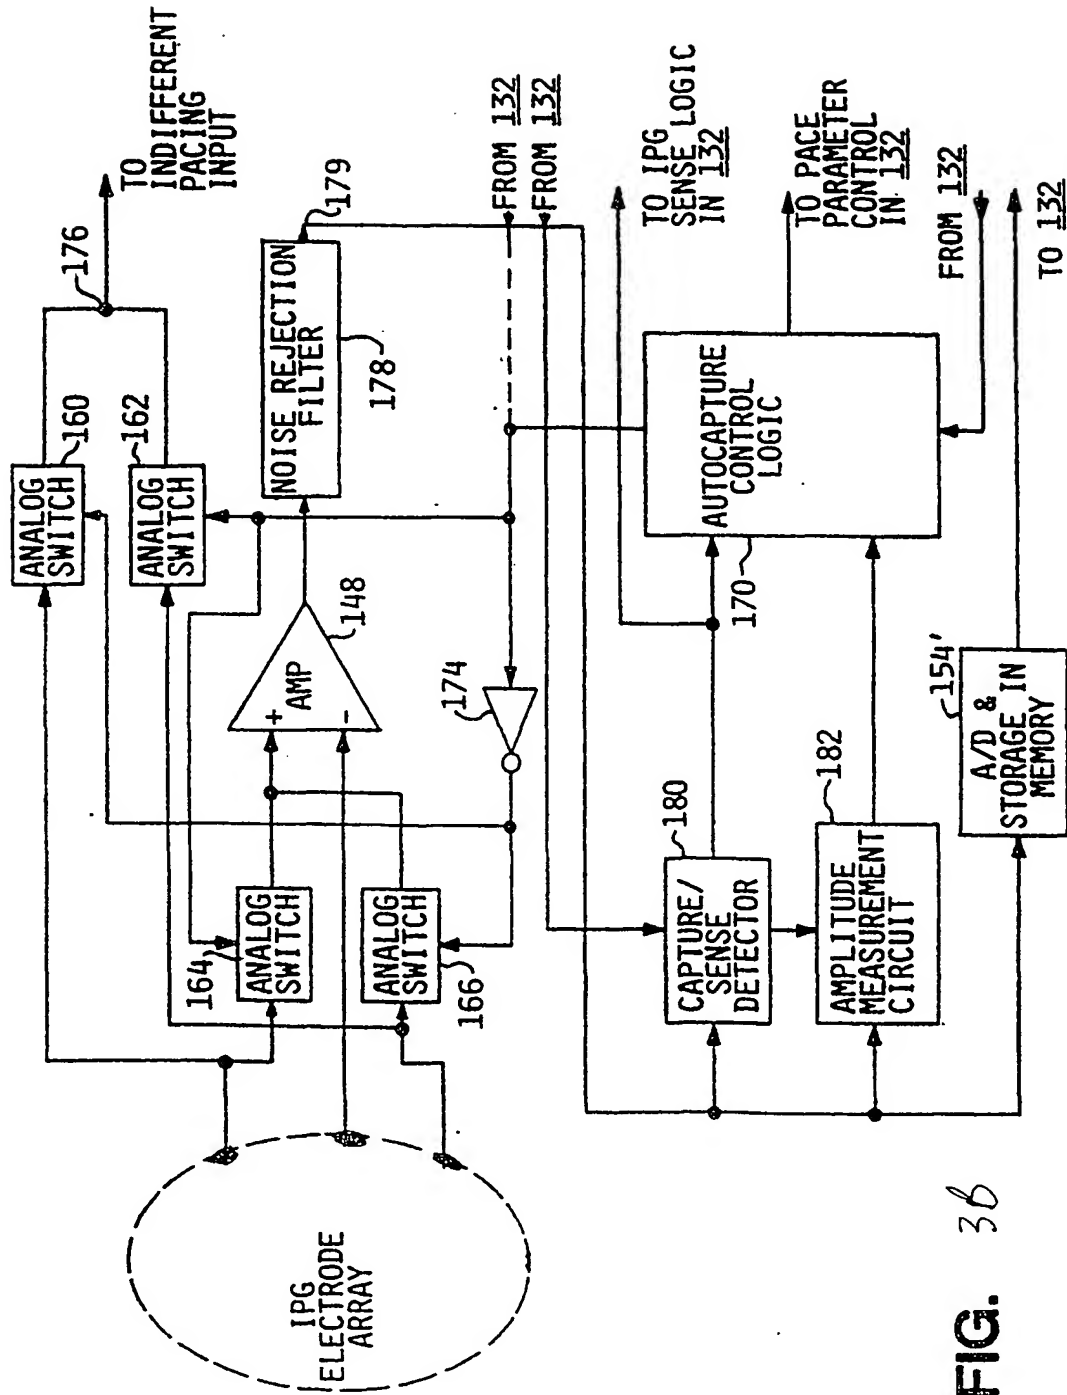 TO
INDIFFERENT
PACING
INPUT
176
160
ANALOG
SWITCH
162
ANALOG
SWITCH
179
NOISE REJECTION
FILTER
178
FROM 132
FROM 132
148
AMP
+
-
174
164
ANALOG
SWITCH
ANALOG
SWITCH
166
IPG
ELECTRODE
ARRAY
TO IPG
SENSE LOGIC
IN 132
TO PACE
PARAMETER
CONTROL
IN 132
FROM 132
TO 132
AUTOCAPTURE
CONTROL
LOGIC
170
180
CAPTURE/
SENSE
DETECTOR
182
AMPLITUDE
MEASUREMENT
CIRCUIT
154'
A/D &
STORAGE IN
MEMORY
FIG. 3B